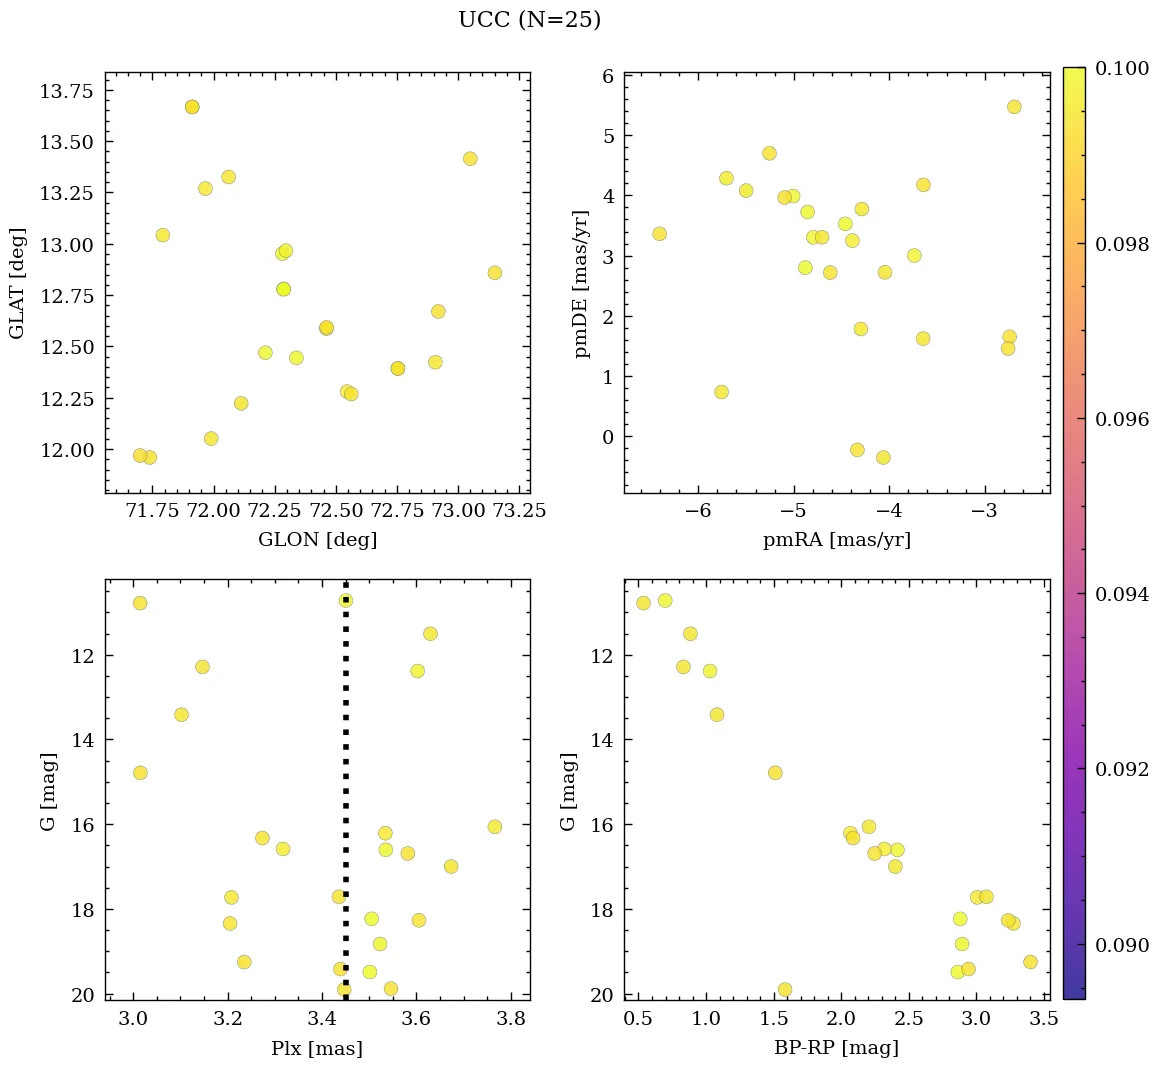 UCC (N=25)
13.75
13.50
13.25
13.00
12.75
12.50
12.25
12.00
GLAT [deg]
71.75 72.00 72.25 72.50 72.75 73.00 73.25
GLON [deg]
6
5
4
3
2
1
0
pmDE [mas/yr]
−6 −5 −4 −3
pmRA [mas/yr]
12
14
16
18
20
G [mag]
3.0 3.2 3.4 3.6 3.8
Plx [mas]
12
14
16
18
20
G [mag]
0.5 1.0 1.5 2.0 2.5 3.0 3.5
BP-RP [mag]
0.100
0.098
0.096
0.094
0.092
0.090